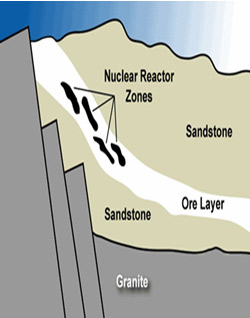 Nuclear Reactor
Zones
Sandstone
Ore Layer
Sandstone
Granite